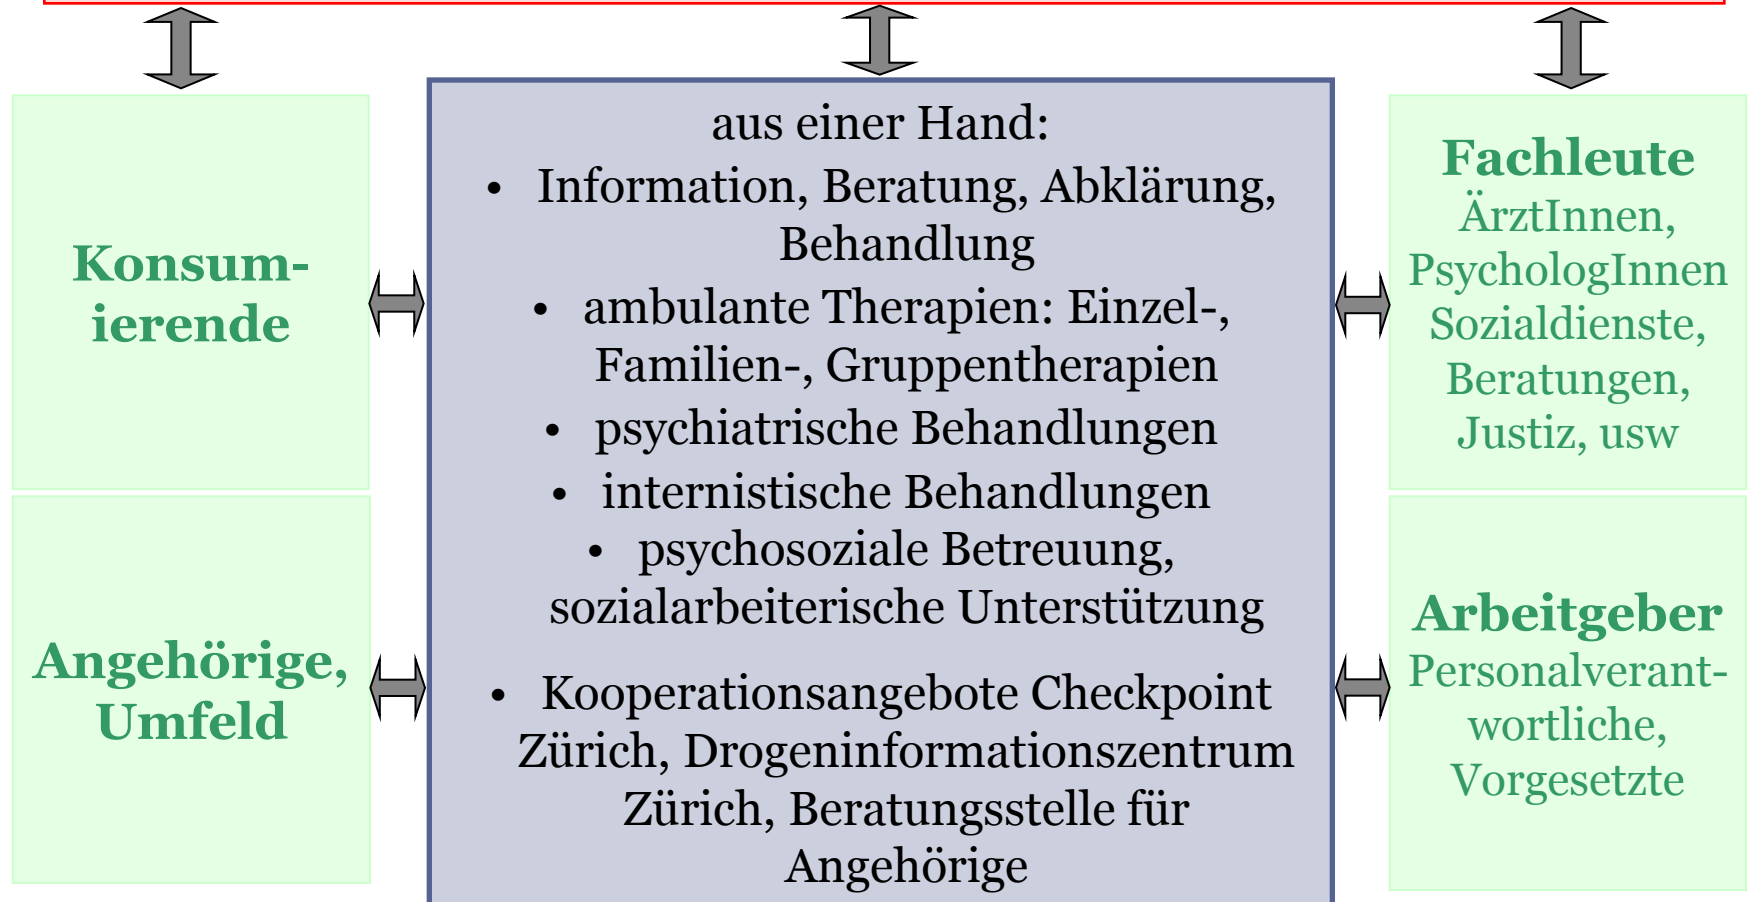 Konsum-
ierende
Angehörige,
Umfeld
aus einer Hand:
• Information, Beratung, Abklärung,
Behandlung
• ambulante Therapien: Einzel-,
Familien-, Gruppentherapien
• psychiatrische Behandlungen
• internistische Behandlungen
• psychosoziale Betreuung,
sozialarbeiterische Unterstützung
• Kooperationsangebote Checkpoint
Zürich, Drogeninformationszentrum
Zürich, Beratungsstelle für
Angehörige
Fachleute
ÄrztInnen,
PsychologInnen
Sozialdienste,
Beratungen,
Justiz, usw
Arbeitgeber
Personalverant-
wortliche,
Vorgesetzte